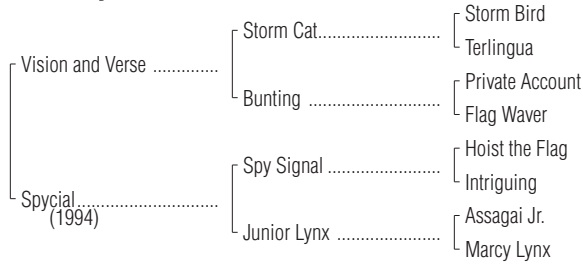 Storm Bird
Storm Cat......................
Terlingua
Vision and Verse ..............
Private Account
Bunting ........................
Flag Waver
Hoist the Flag
Spy Signal .....................
Intriguing
Spycial........................
(1994)
Assagai Jr.
Junior Lynx ...................
Marcy Lynx